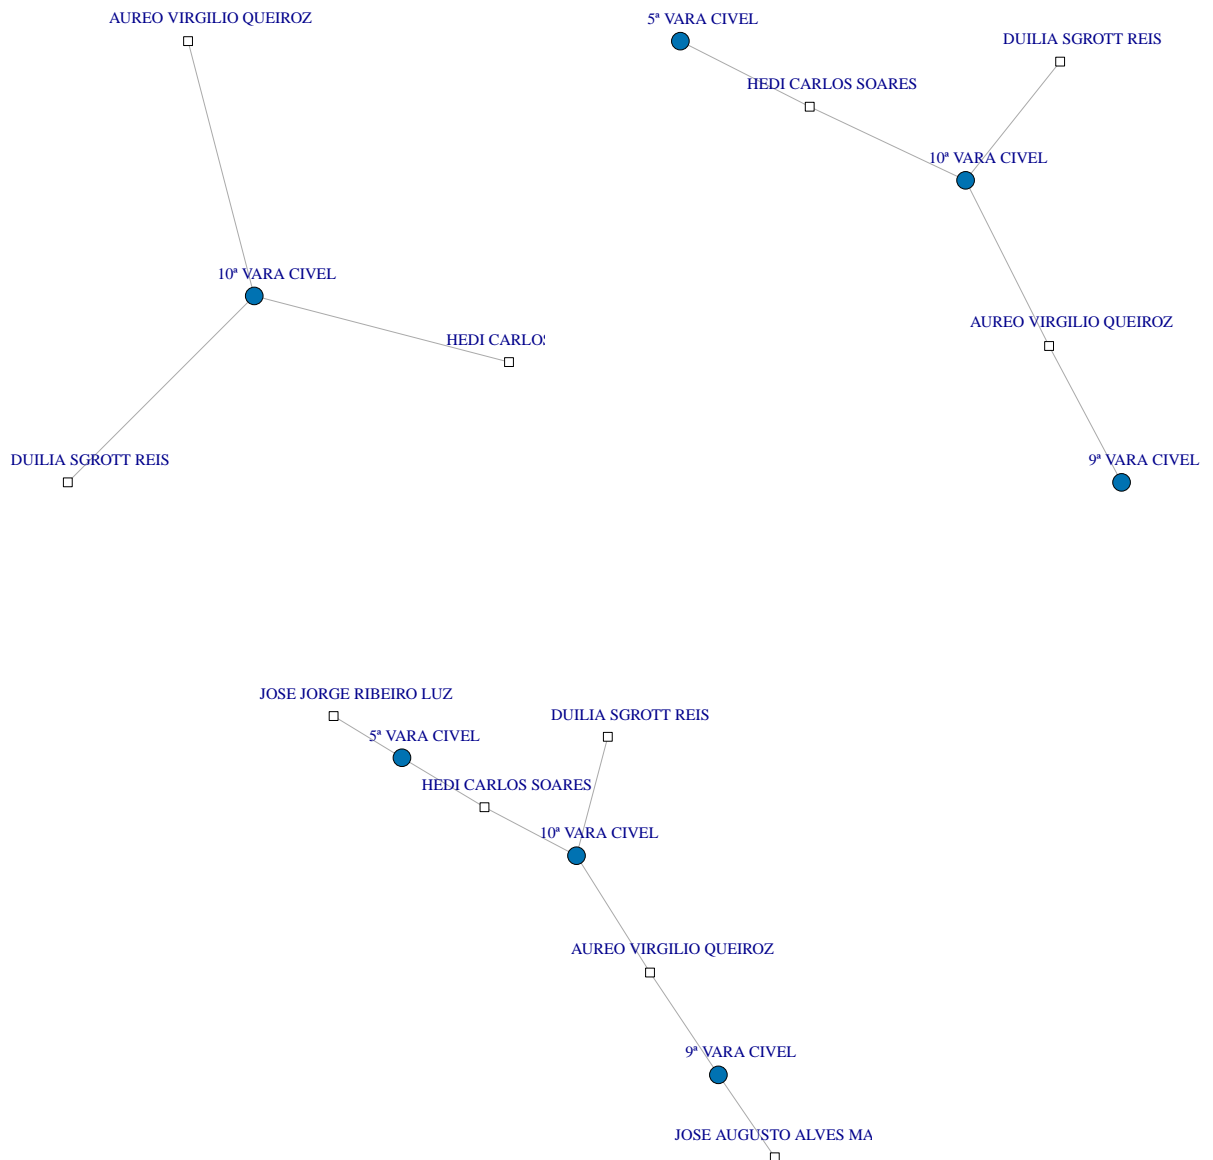 AUREO VIRGILIO QUEIROZ
10ª VARA CIVEL
HEDI CARLOS
DUILIA SGROTT REIS
5ª VARA CIVEL
DUILIA SGROTT REIS
HEDI CARLOS SOARES
10ª VARA CIVEL
AUREO VIRGILIO QUEIROZ
9ª VARA CIVEL
JOSE JORGE RIBEIRO LUZ
DUILIA SGROTT REIS
5ª VARA CIVEL
HEDI CARLOS SOARES
10ª VARA CIVEL
AUREO VIRGILIO QUEIROZ
9ª VARA CIVEL
JOSE AUGUSTO ALVES MA